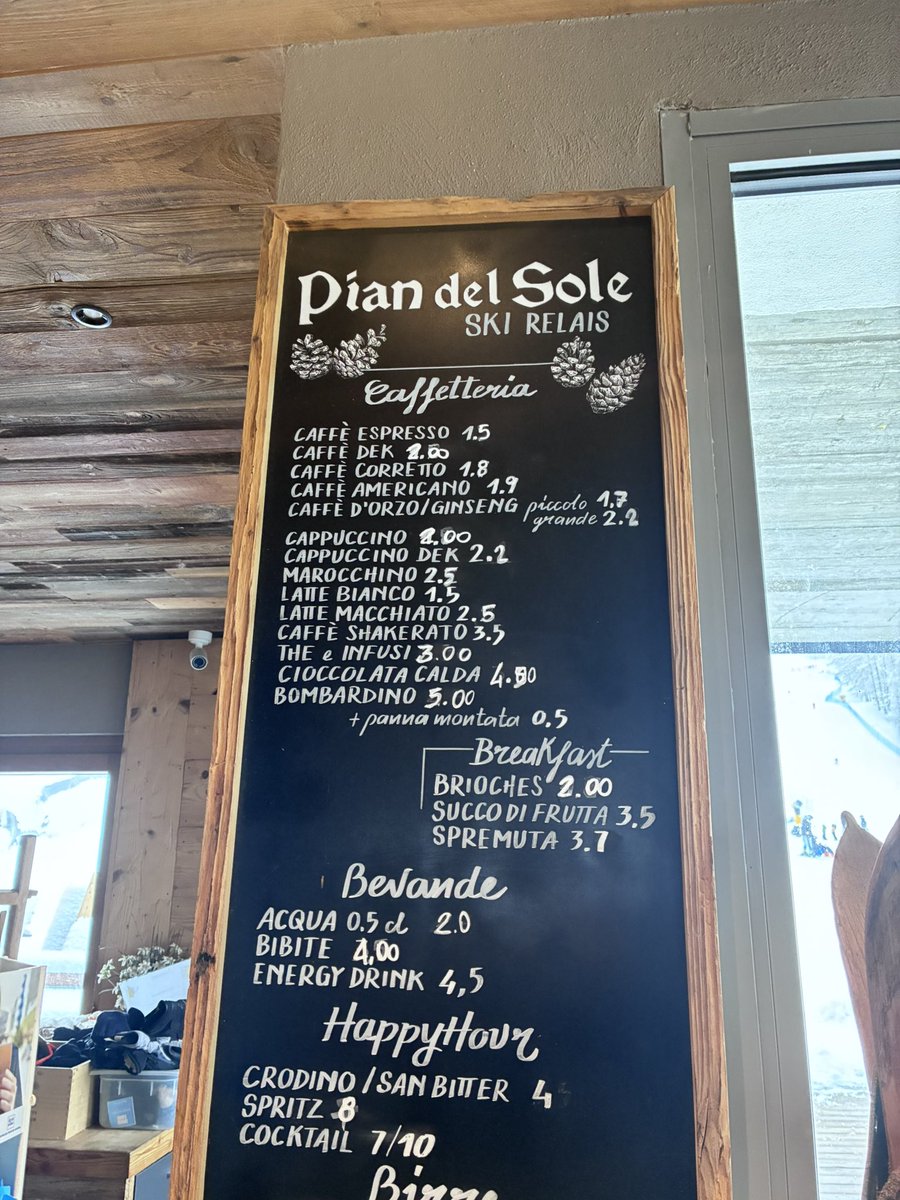 Pian del Sole
SKI RELAIS
Caffetteria
CAFFÈ ESPRESSO 1.5
CAFFÈ DEK 2.00
CAFFÈ CORRETTO 1.8
CAFFÈ AMERICANO 1.9
CAFFÈ D'ORZO/GINSENG piccolo 1,7
grande 2.2
CAPPUCCINO 2.00
CAPPUCCINO DEK 2.2
MAROCCHINO 2.5
LATTE BIANCO 1.5
LATTE MACCHIATO 2.5
CAFFÈ SHAKERATO 3.5
THE e INFUSI 3.00
CIOCCOLATA CALDA 4.50
BOMBARDINO 5.00
+ panna montata 0.5
Breakfast
BRIOCHES 2.00
SUCCO DI FRUTTA 3.5
SPREMUTA 3.7
Bevande
ACQUA 0.5 cl 2.0
BIBITE 4,00
ENERGY DRINK 4,5
HappyHour
CRODINO/SAN BITTER 4
SPRITZ 8
COCKTAIL 7/10
Birre